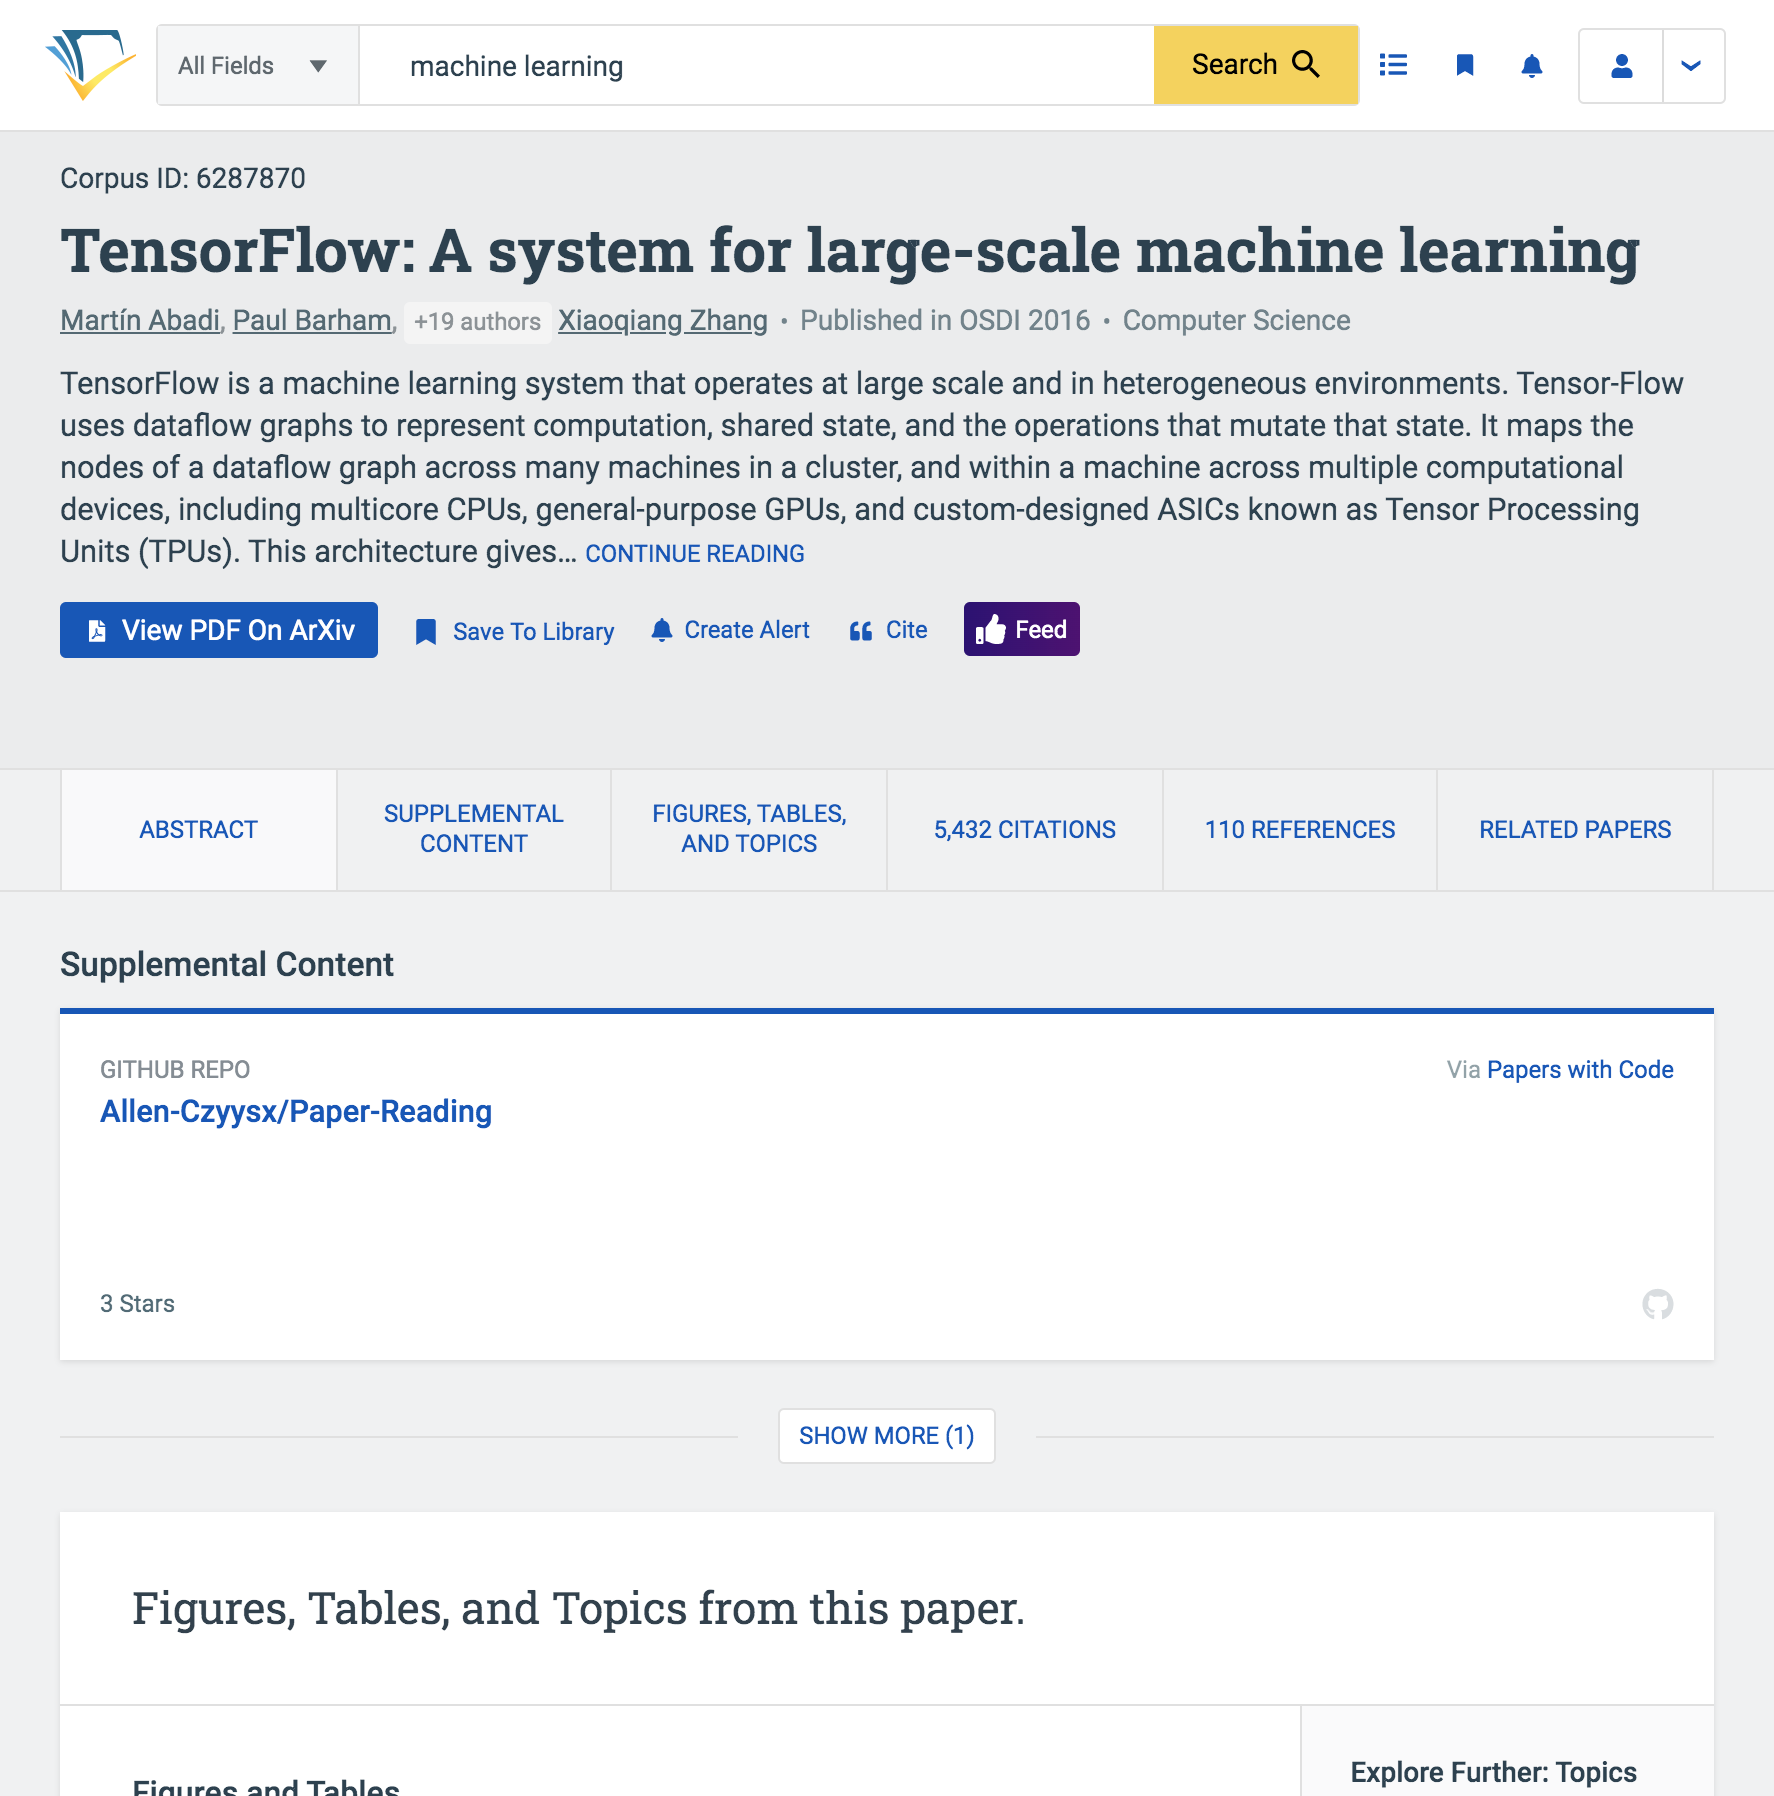 All Fields
machine learning
Search
Corpus ID: 6287870
TensorFlow: A system for large-scale machine learning
Martín Abadi, Paul Barham, +19 authors Xiaoqiang Zhang • Published in OSDI 2016 • Computer Science
TensorFlow is a machine learning system that operates at large scale and in heterogeneous environments. Tensor-Flow
uses dataflow graphs to represent computation, shared state, and the operations that mutate that state. It maps the
nodes of a dataflow graph across many machines in a cluster, and within a machine across multiple computational
devices, including multicore CPUs, general-purpose GPUs, and custom-designed ASICs known as Tensor Processing
Units (TPUs). This architecture gives… CONTINUE READING
View PDF On ArXiv
Save To Library
Create Alert
Cite
Feed
ABSTRACT
SUPPLEMENTAL
CONTENT
FIGURES, TABLES,
AND TOPICS
5,432 CITATIONS
110 REFERENCES
RELATED PAPERS
Supplemental Content
GITHUB REPO
Via Papers with Code
Allen-Czyysx/Paper-Reading
3 Stars
SHOW MORE (1)
Figures, Tables, and Topics from this paper.
Figures and Tables
Explore Further: Topics